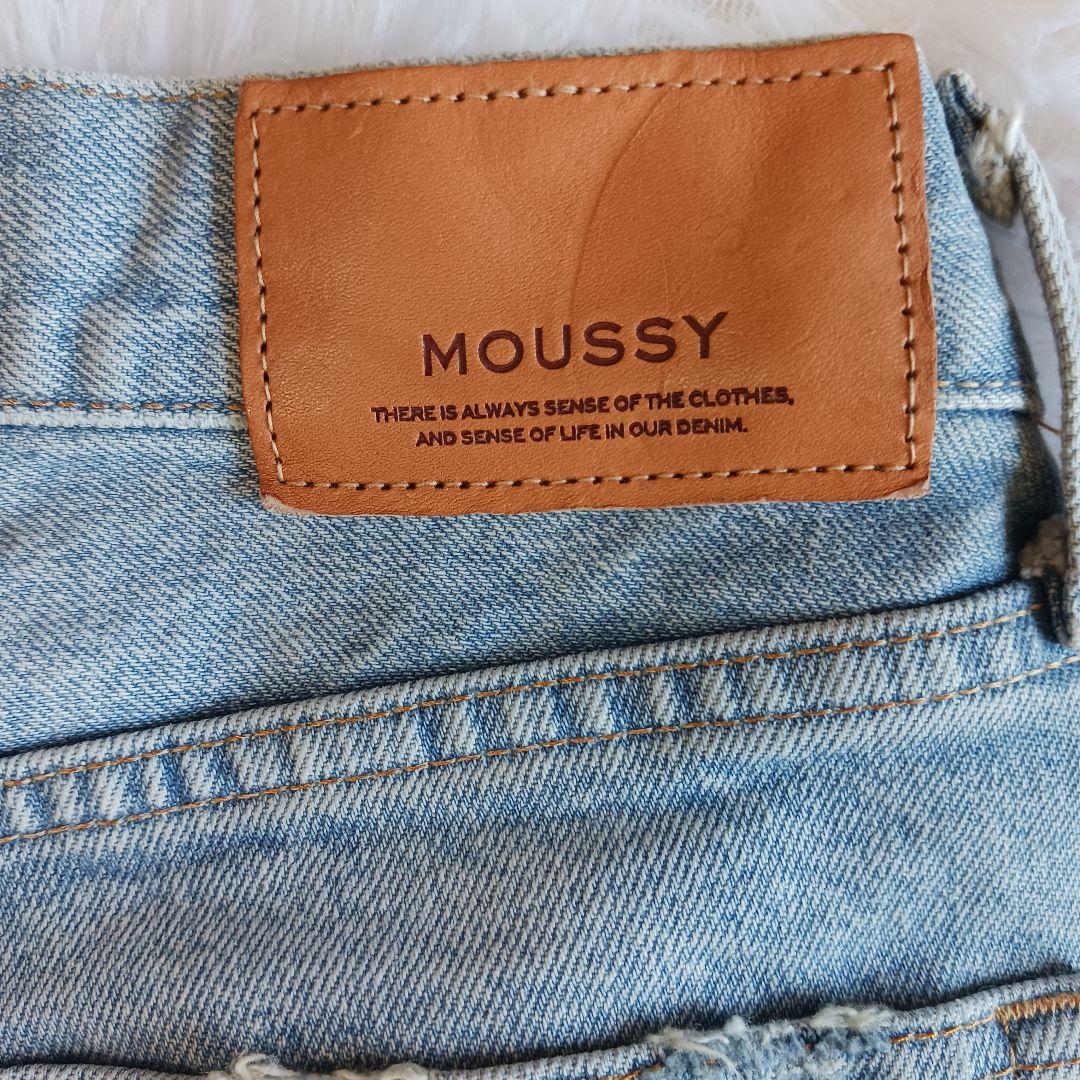 MOUSSY
THERE IS ALWAYS SENSE OF THE CLOTHES,
AND SENSE OF LIFE IN OUR DENIM.